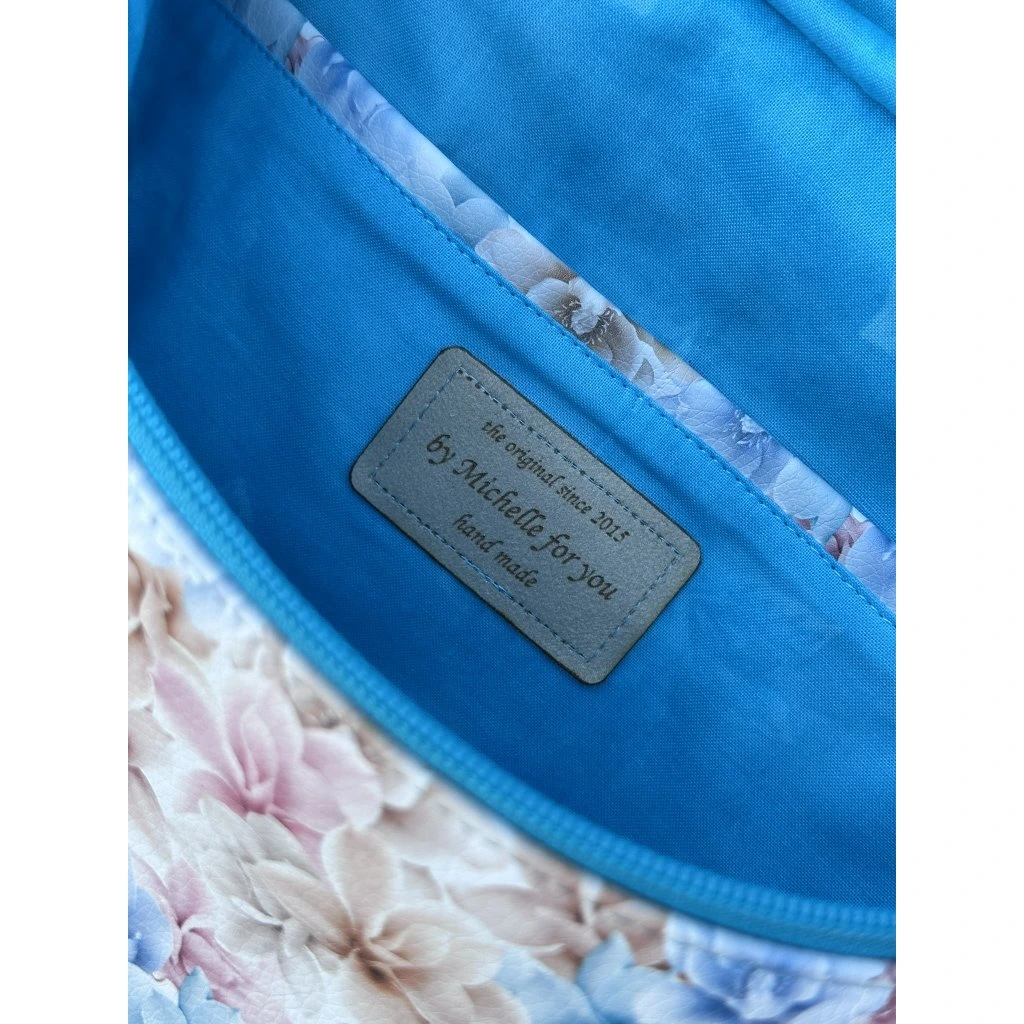 the original since 2015
by Michelle for you
hand made